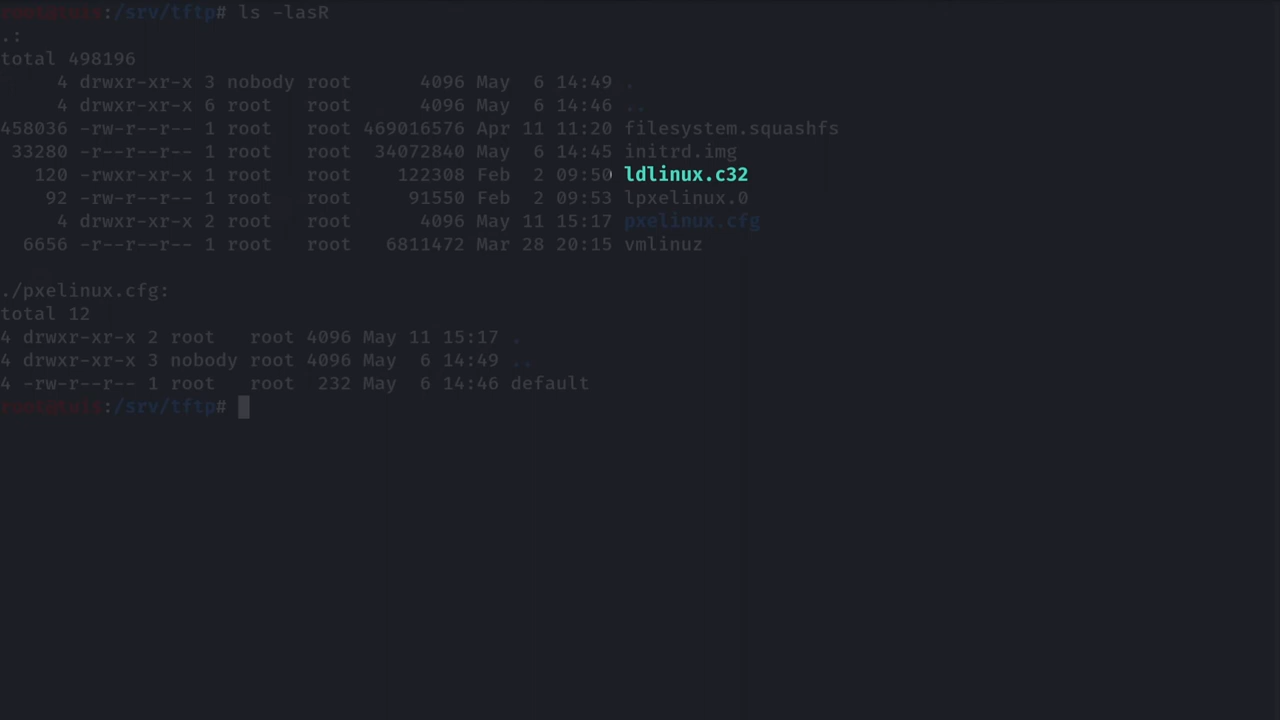 root@tuis:/srv/tftp# ls -lasR
.:
total 498196
     4 drwxr-xr-x 3 nobody root      4096 May  6 14:49 .
     4 drwxr-xr-x 6 root   root      4096 May  6 14:46 ..
458036 -rw-r--r-- 1 root   root 469016576 Apr 11 11:20 filesystem.squashfs
 33280 -r--r--r-- 1 root   root  34072840 May  6 14:45 initrd.img
   120 -rwxr-xr-x 1 root   root    122308 Feb  2 09:50 ldlinux.c32
    92 -rw-r--r-- 1 root   root     91550 Feb  2 09:53 lpxelinux.0
     4 drwxr-xr-x 2 root   root      4096 May 11 15:17 pxelinux.cfg
  6656 -r--r--r-- 1 root   root   6811472 Mar 28 20:15 vmlinuz

./pxelinux.cfg:
total 12
4 drwxr-xr-x 2 root   root 4096 May 11 15:17 .
4 drwxr-xr-x 3 nobody root 4096 May  6 14:49 ..
4 -rw-r--r-- 1 root   root  232 May  6 14:46 default
:/srv/tftp#